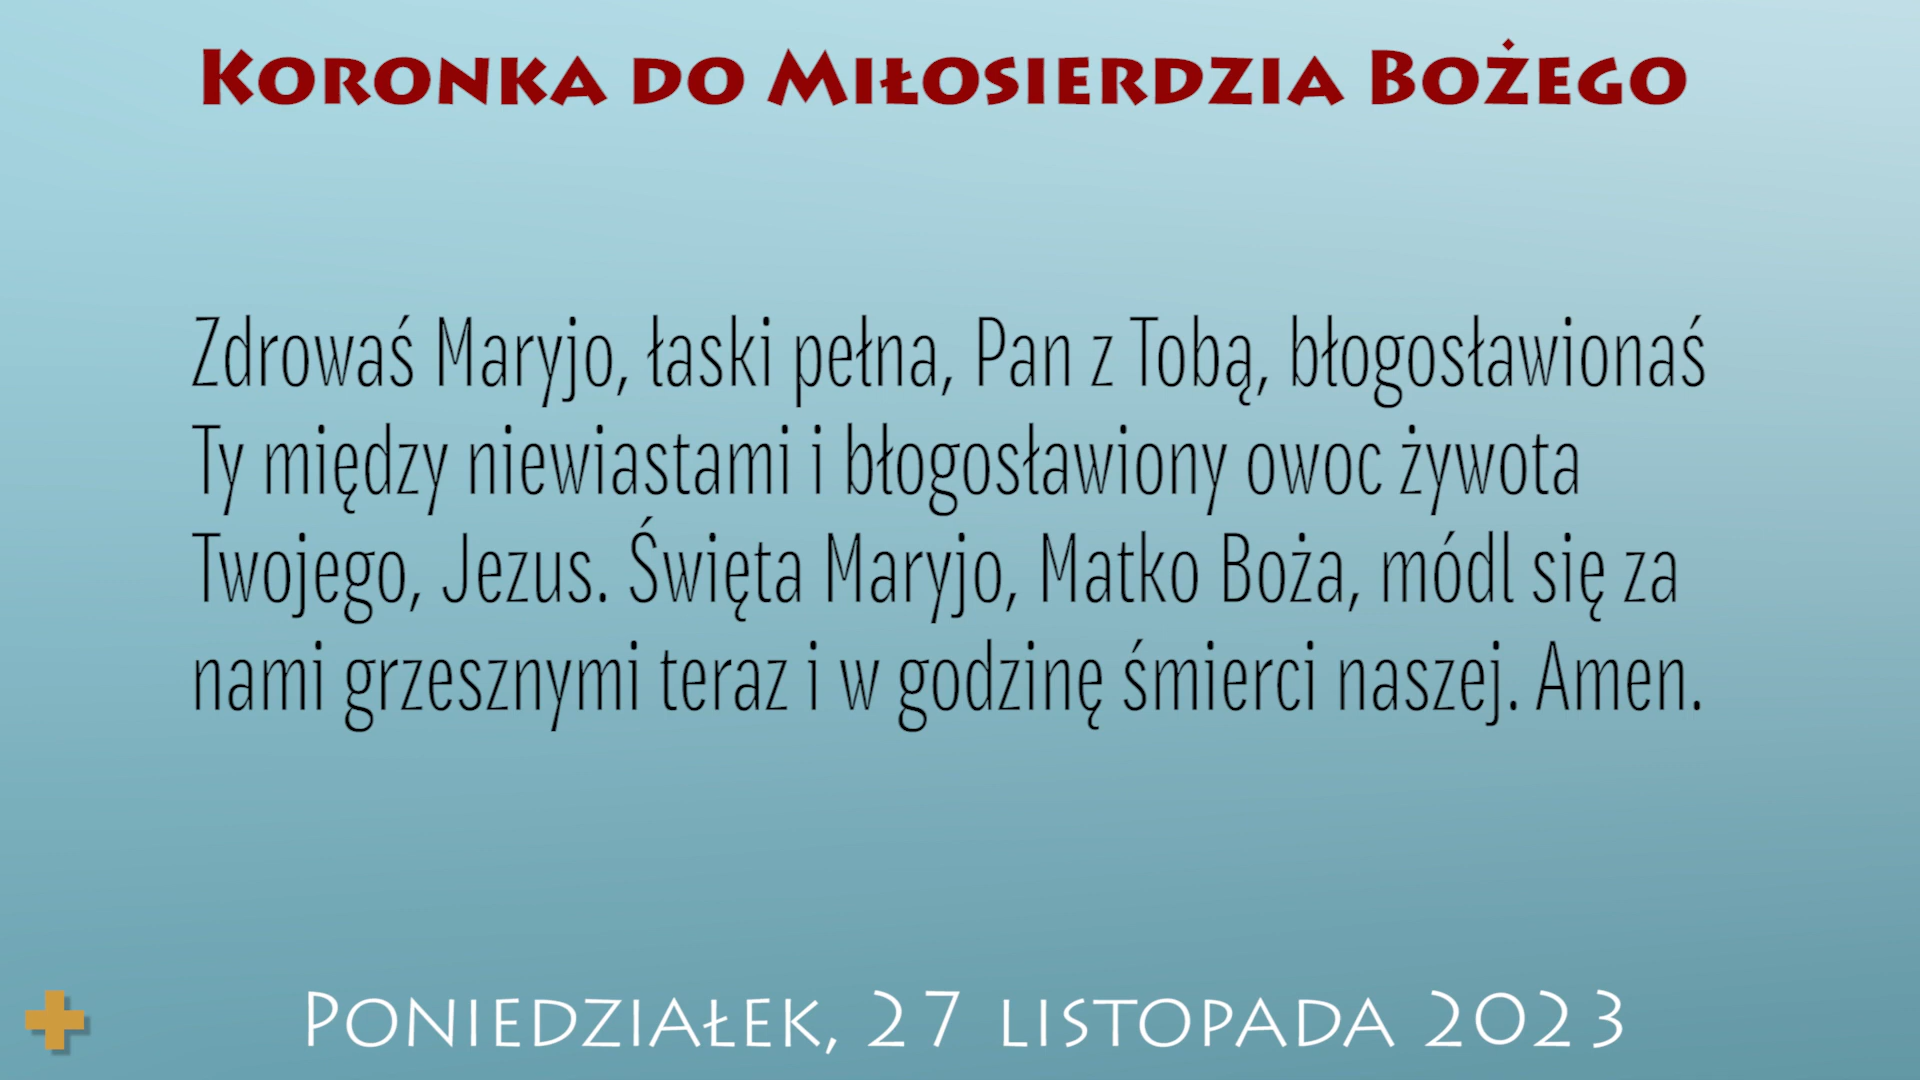 Koronka do Miłosierdzia Bożego
Zdrowaś Maryjo, łaski pełna, Pan z Tobą, błogosławionaś
Ty między niewiastami i błogosławiony owoc żywota
Twojego, Jezus. Święta Maryjo, Matko Boża, módl się za
nami grzesznymi teraz i w godzinę śmierci naszej. Amen.
Poniedziałek, 27 listopada 2023